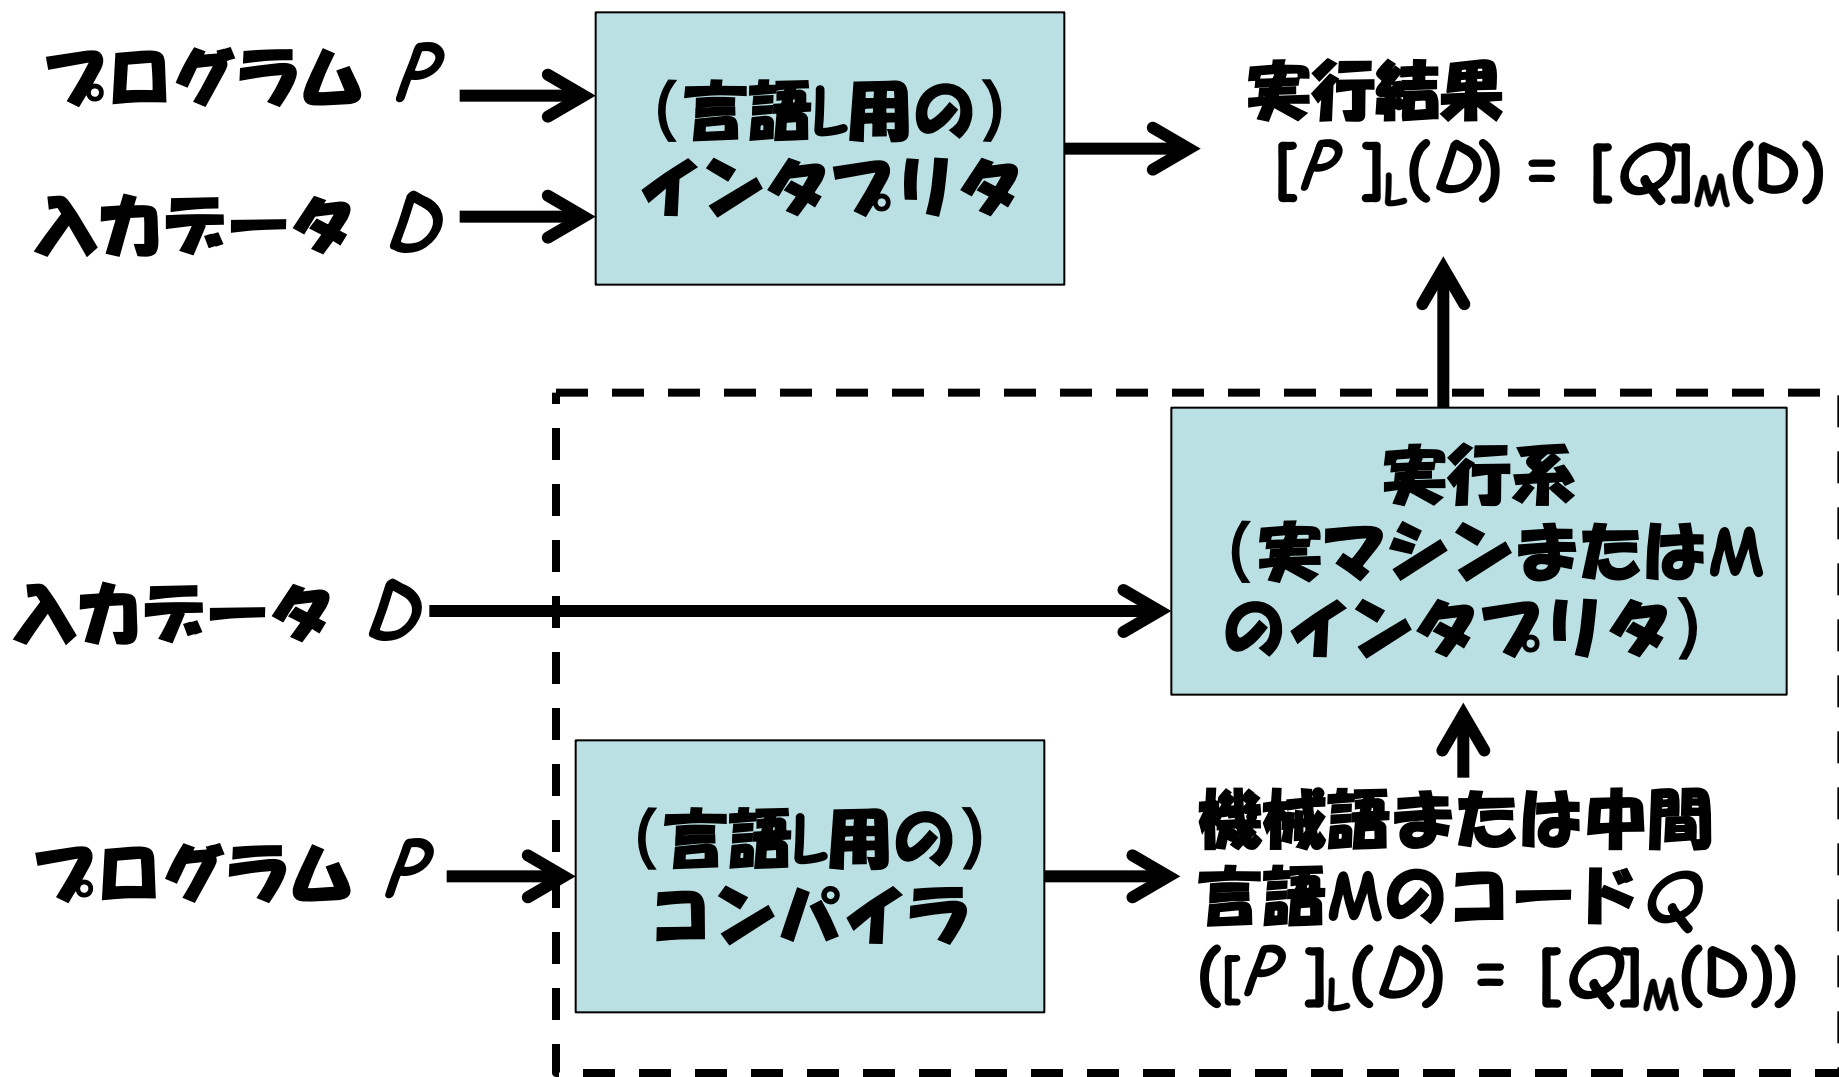 プログラム P
入力データ D
(言語L用の)
インタプリタ
実行結果
[P ]L(D) = [Q]M(D)
入力データ D
実行系
(実マシンまたはM
のインタプリタ)
プログラム P
(言語L用の)
コンパイラ
機械語または中間
言語MのコードQ
([P ]L(D) = [Q]M(D))